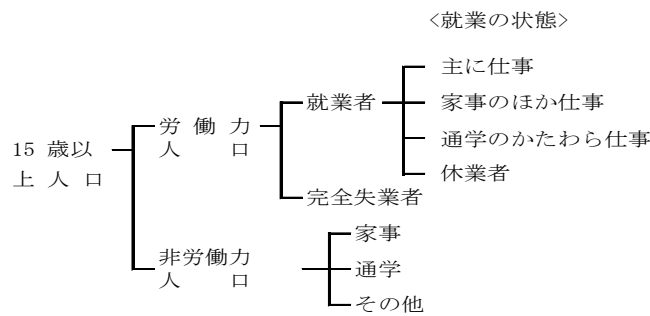 <就業の状態>
主に仕事
就業者
家事のほか仕事
労働力
人口
通学のかたわら仕事
15 歳以
上人口
休業者
完全失業者
家事
非労働力
人口
通学
その他